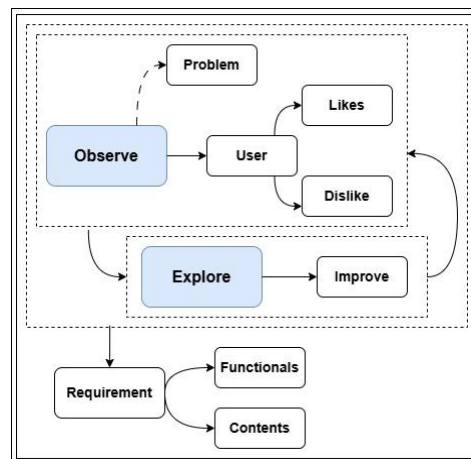 Problem
Likes
Observe
User
Dislike
Explore
Improve
Requirement
Functionals
Contents